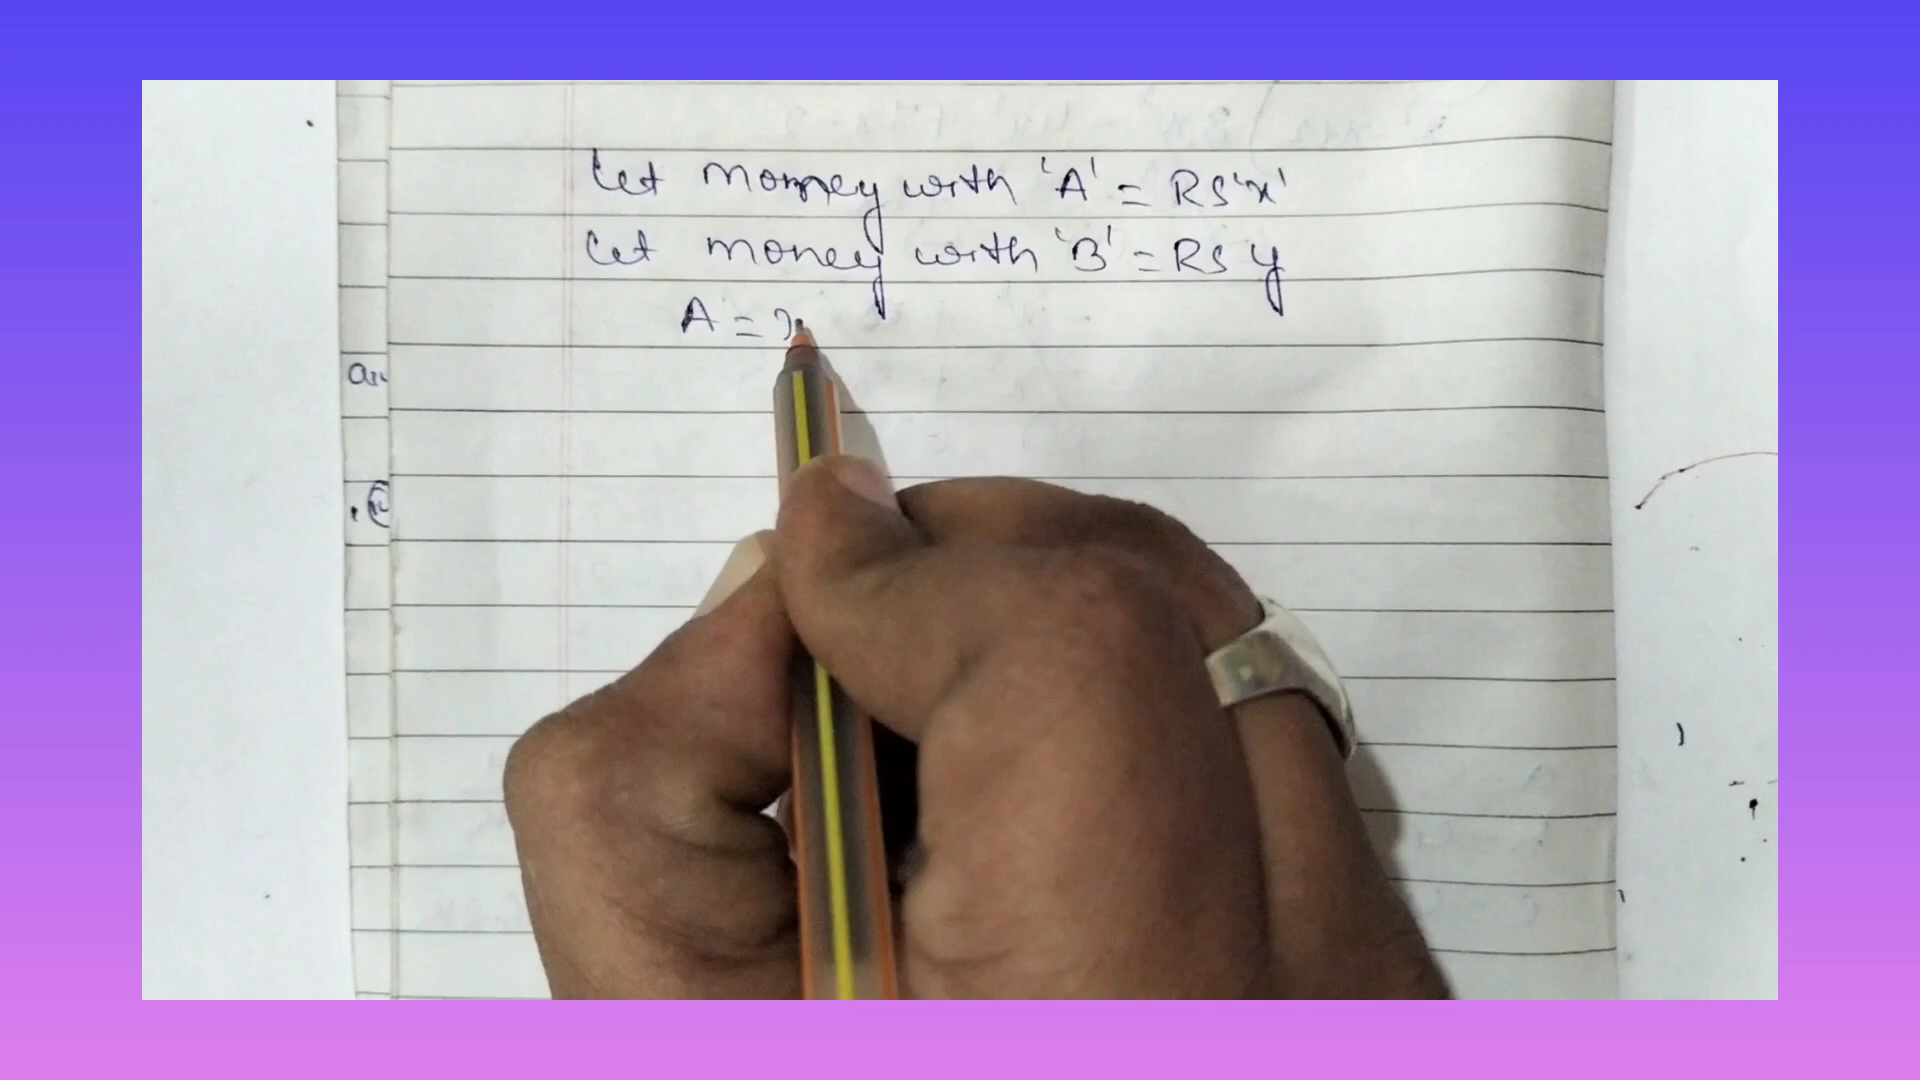 Let money with 'A' = Rs 'x'
Let money with 'B' = Rs y
A = x